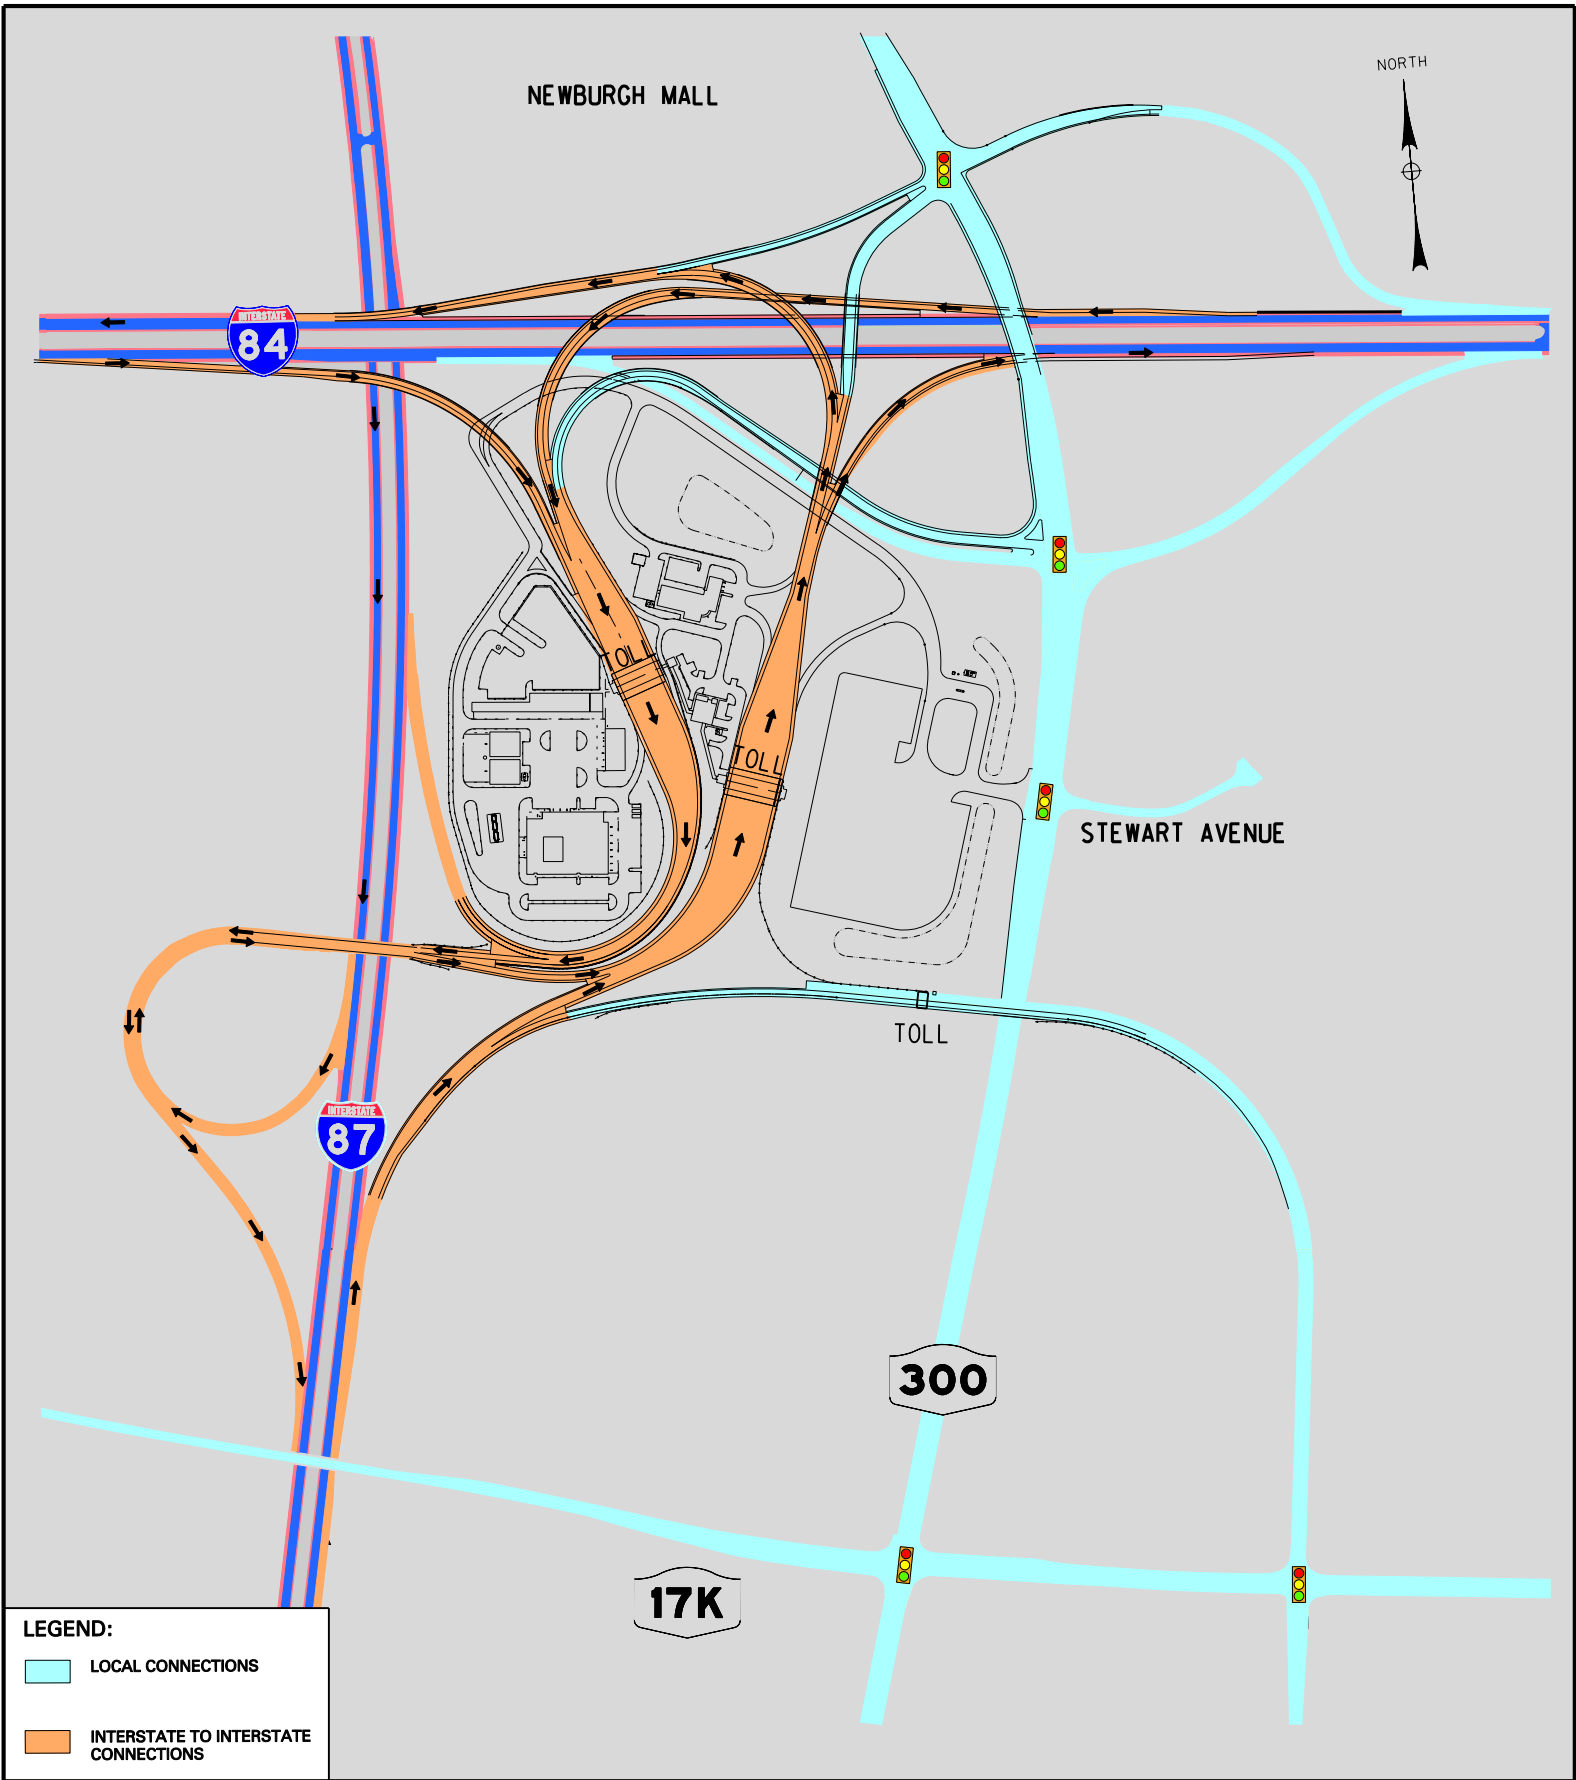 NORTH
NEWBURGH MALL
INTERSTATE
84
TOLL
TOLL
STEWART AVENUE
TOLL
INTERSTATE
87
300
17K
LEGEND:
LOCAL CONNECTIONS
INTERSTATE TO INTERSTATE
CONNECTIONS